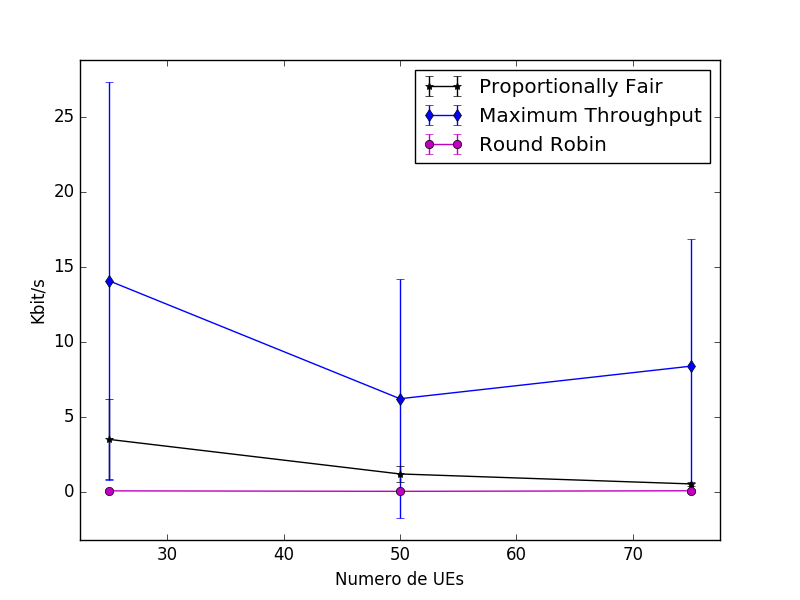 Proportionally Fair
Maximum Throughput
Round Robin
25
20
15
10
5
0
Kbit/s
30 40 50 60 70
Numero de UEs